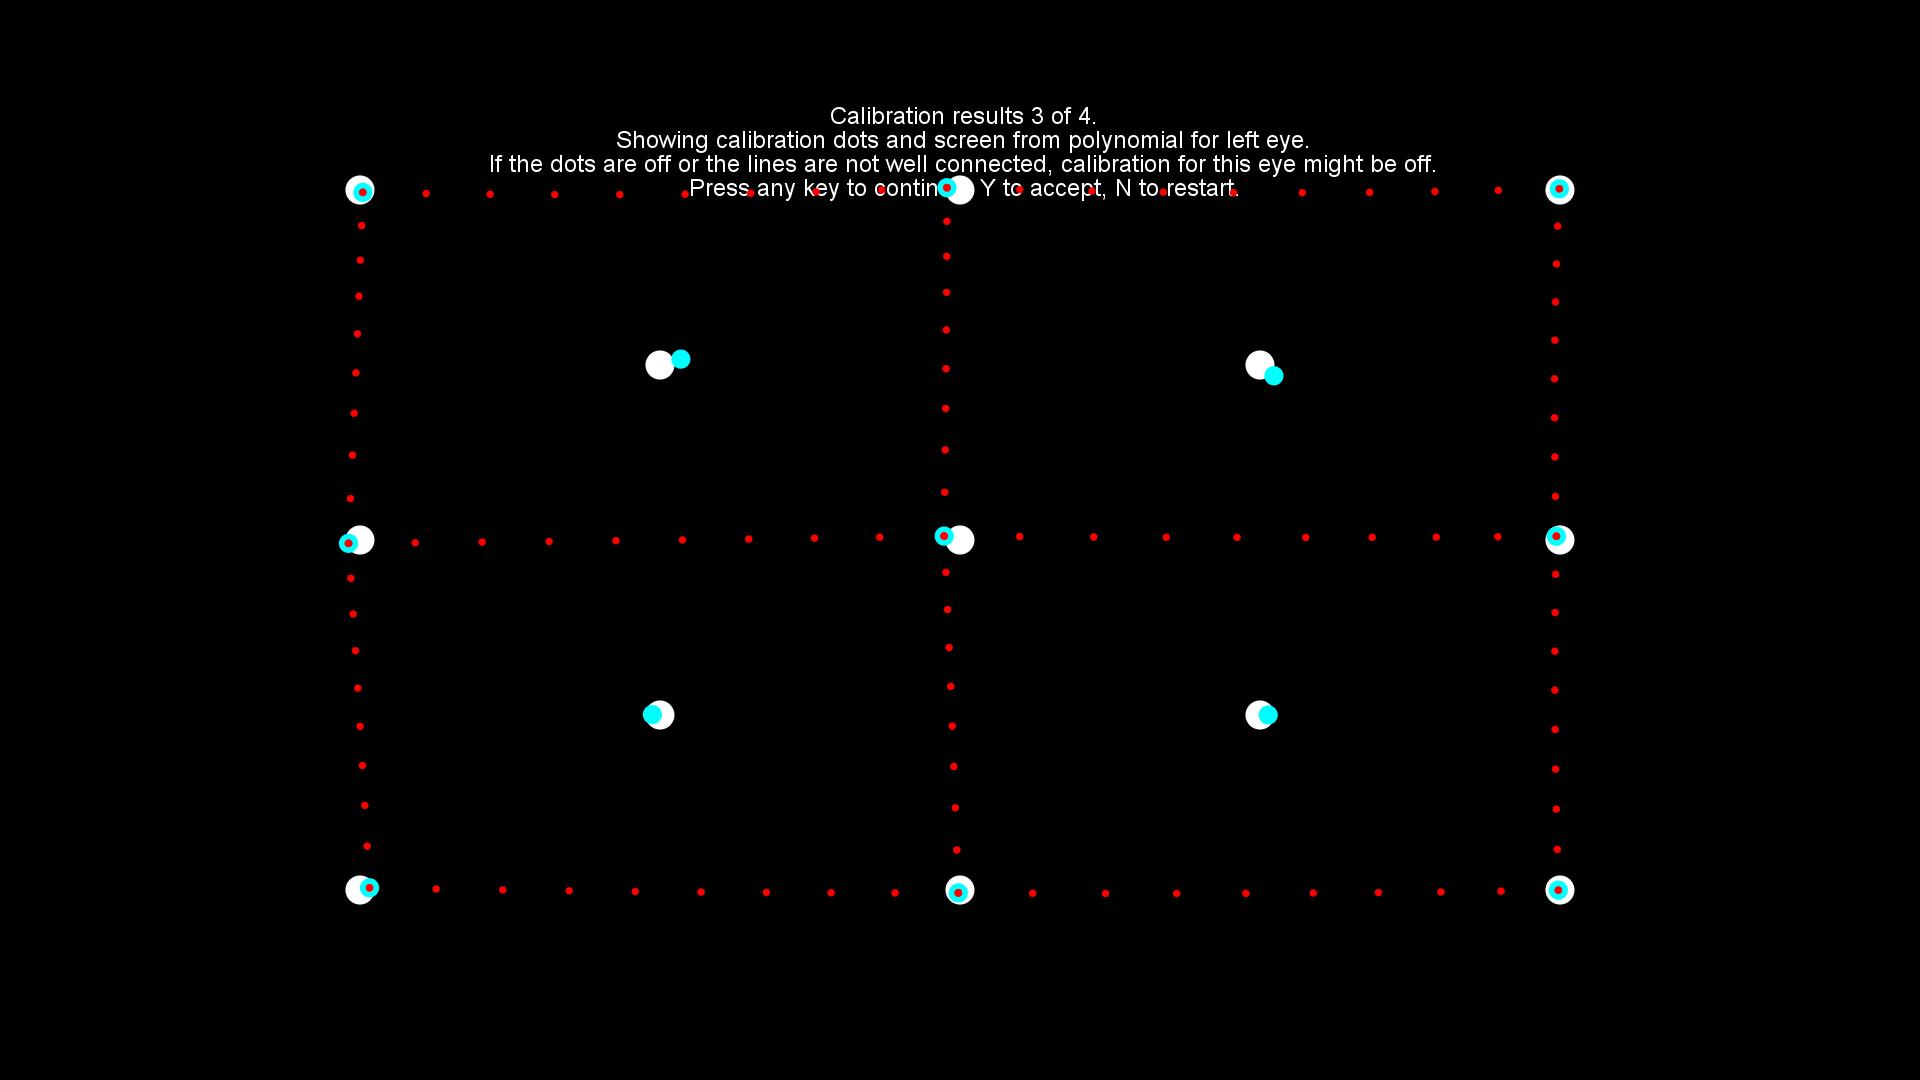 Calibration results 3 of 4.
Showing calibration dots and screen from polynomial for left eye.
If the dots are off or the lines are not well connected, calibration for this eye might be off.
Press any key to continue, Y to accept, N to restart.